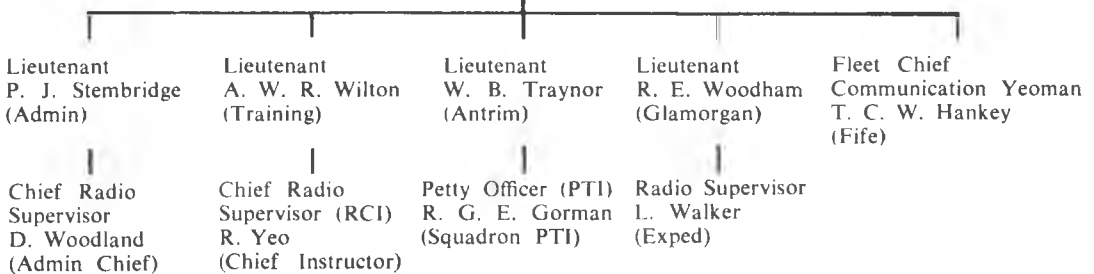 Lieutenant
P. J. Stembridge
(Admin)
Lieutenant
A. W. R. Wilton
(Training)
Lieutenant
W. B. Traynor
(Antrim)
Lieutenant
R. E. Woodham
(Glamorgan)
Fleet Chief
Communication Yeoman
T. C. W. Hankey
(Fife)
Chief Radio
Supervisor
D. Woodland
(Admin Chief)
Chief Radio
Supervisor (RCI)
R. Yeo
(Chief Instructor)
Petty Officer (PTI)
R. G. E. Gorman
(Squadron PTI)
Radio Supervisor
L. Walker
(Exped)